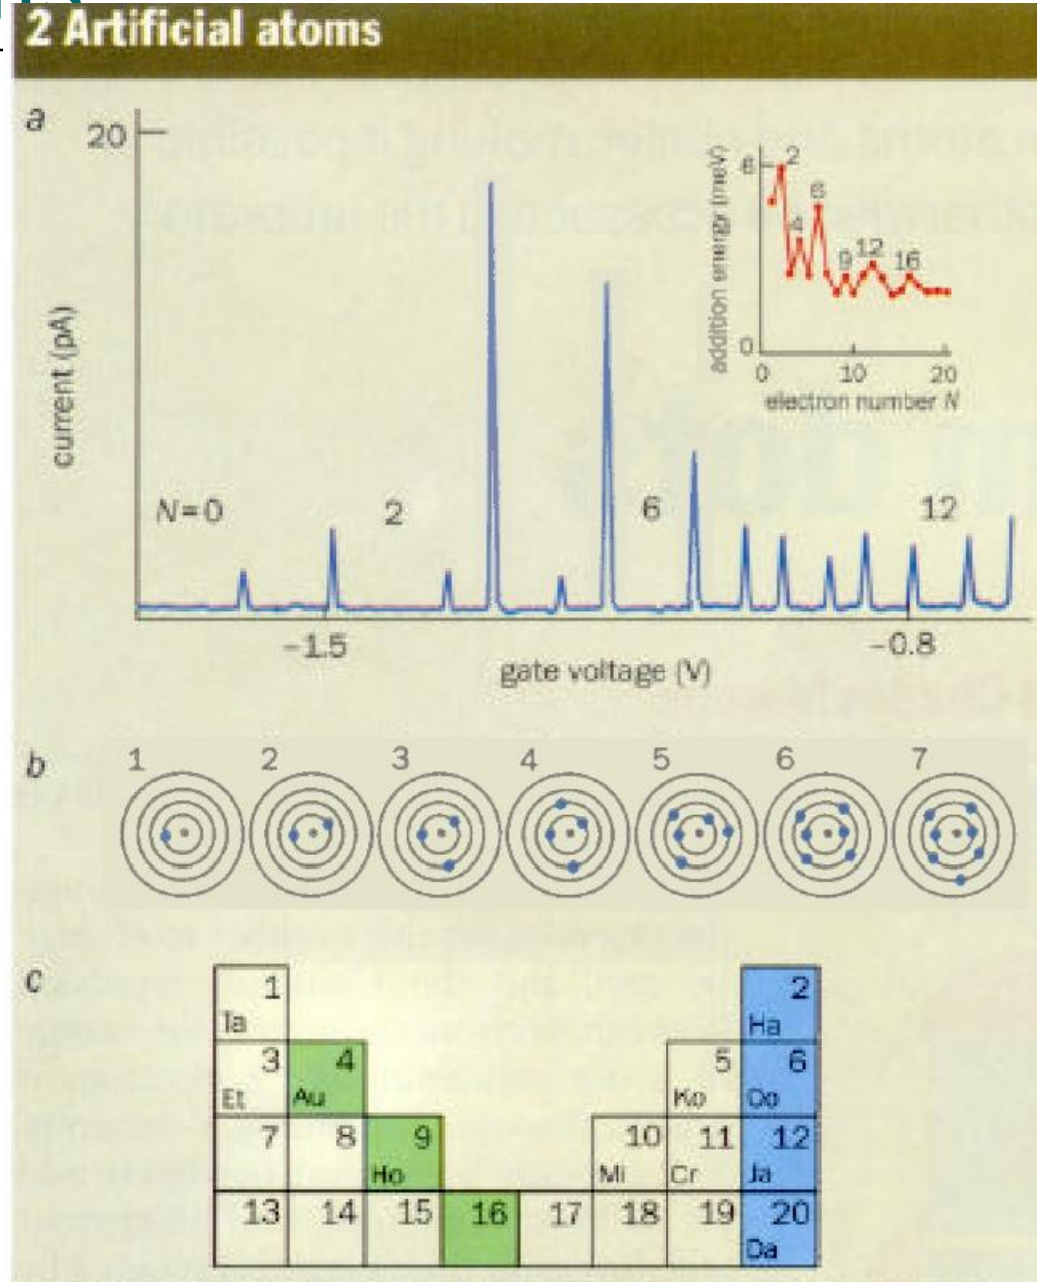 2 Artificial atoms
a
20
current (pA)
N=0
2
6
12
-1.5
-0.8
gate voltage (V)
addition energy (meV)
6
0
2
4
6
9
12
16
0
10
20
electron number N
b
1 2 3 4 5 6 7
c
1 2
Ta Ha
3 4 5 6
Et Au Ko Oo
7 8 9 10 11 12
Ho Mi Cr Ja
13 14 15 16 17 18 19 20
Da